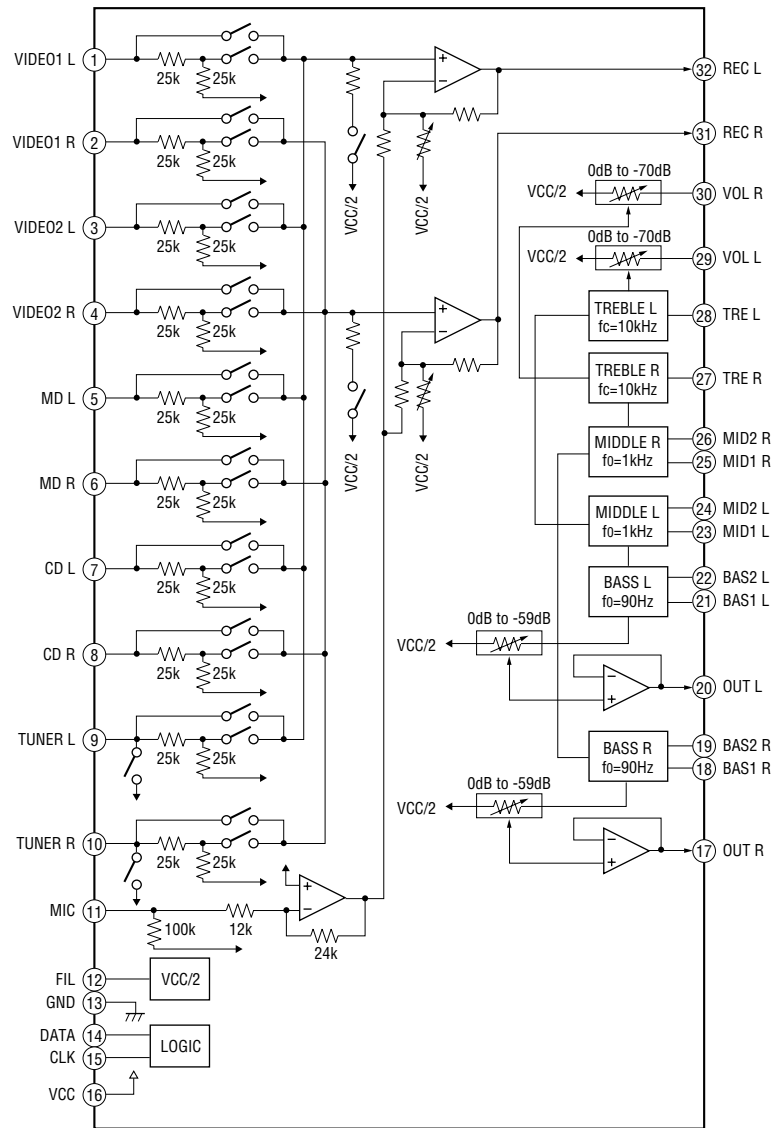 VIDEO1 L
1
25k
25k
VIDEO1 R
2
25k
25k
VIDEO2 L
3
25k
25k
VIDEO2 R
4
25k
25k
MD L
5
25k
25k
MD R
6
25k
25k
CD L
7
25k
25k
CD R
8
25k
25k
TUNER L
9
25k
25k
TUNER R
10
25k
25k
MIC
11
100k
12k
24k
FIL
12
VCC/2
GND
13
DATA
14
CLK
15
LOGIC
VCC
16
+
−
VCC/2
VCC/2
+
−
VCC/2
VCC/2
+
−
32
REC L
31
REC R
0dB to -70dB
VCC/2
30
VOL R
0dB to -70dB
VCC/2
29
VOL L
TREBLE L
fc=10kHz
28
TRE L
TREBLE R
fc=10kHz
27
TRE R
MIDDLE R
f0=1kHz
26
MID2 R
25
MID1 R
MIDDLE L
f0=1kHz
24
MID2 L
23
MID1 L
BASS L
f0=90Hz
22
BAS2 L
21
BAS1 L
0dB to -59dB
VCC/2
−
+
20
OUT L
BASS R
f0=90Hz
19
BAS2 R
18
BAS1 R
0dB to -59dB
VCC/2
−
+
17
OUT R